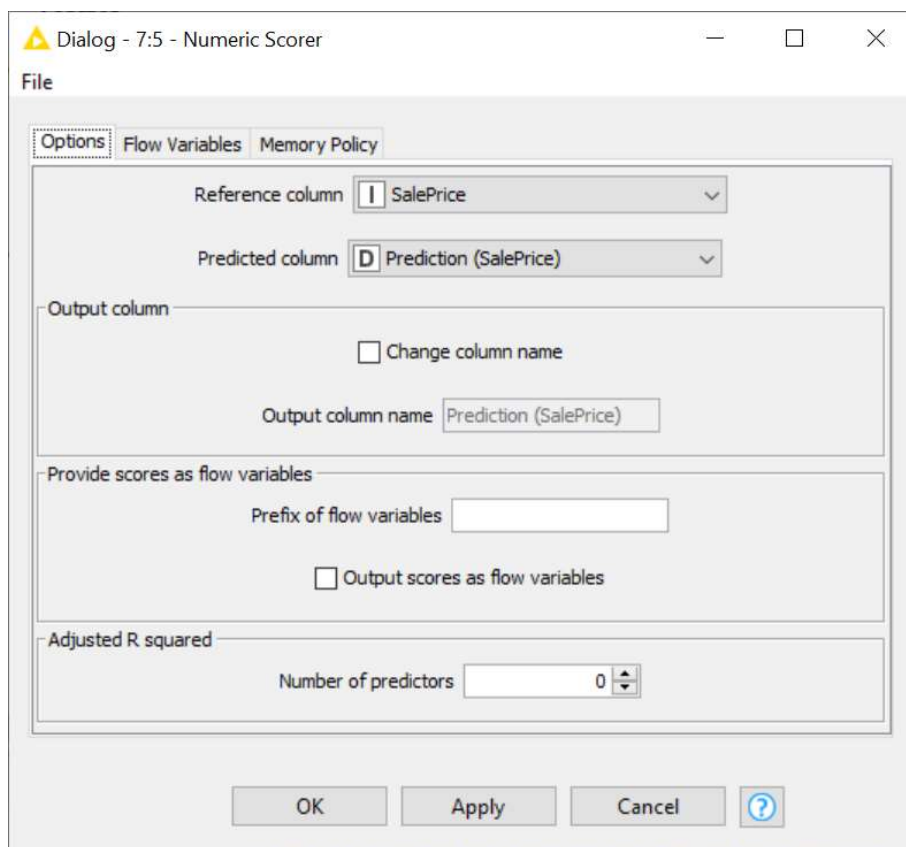 Dialog - 7:5 - Numeric Scorer
File
Options Flow Variables Memory Policy
Reference column I SalePrice
Predicted column D Prediction (SalePrice)
Output column
Change column name
Output column name Prediction (SalePrice)
Provide scores as flow variables
Prefix of flow variables
Output scores as flow variables
Adjusted R squared
Number of predictors 0
OK Apply Cancel ?